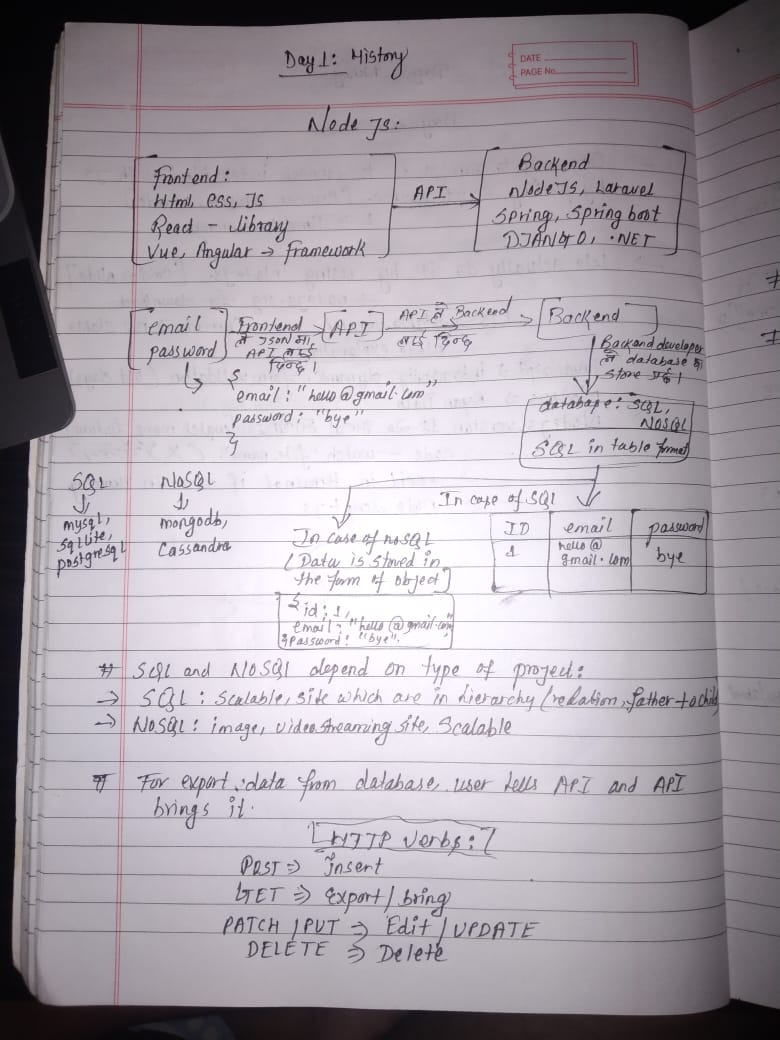 Day 1: History
DATE
PAGE No.
Node Js:
Frontend:
Html, css, Js
Read - library
Vue, Angular → Framework
API
Backend
NodeJS, Laravel
Spring, Spring boot
DJANGO, .NET
email
password
Frontend
ले JSON मा
API लाई
दिन्छ।
API
API ले Backend
लाई दिन्छ
Backend
Backend developer
ले database मा
store गर्छ।
{
email: "hello@gmail.com"
password: "bye"
}
database: SQL,
NOSQL
SQL in table format
SQL
mysql,
Sqllite,
postgresql
NoSQL
mongodb,
Cassandra
In case of noSQL
(Data is stored in
the form of object)
{id: 1,
email: "hello@gmail.com"
password: "bye".
}
In case of SQL
ID email password
1 hello@gmail.com bye
# SQL and NOSQL depend on type of project:
→ SQL: Scalable, site which are in hierarchy (relation, father to child)
→ NoSQL: image, video streaming site, Scalable
# For export data from database, user tells API and API
brings it.
[HTTP verbs:]
POST ⇒ insert
GET ⇒ Export/bring
PATCH/PUT ⇒ Edit/UPDATE
DELETE ⇒ Delete